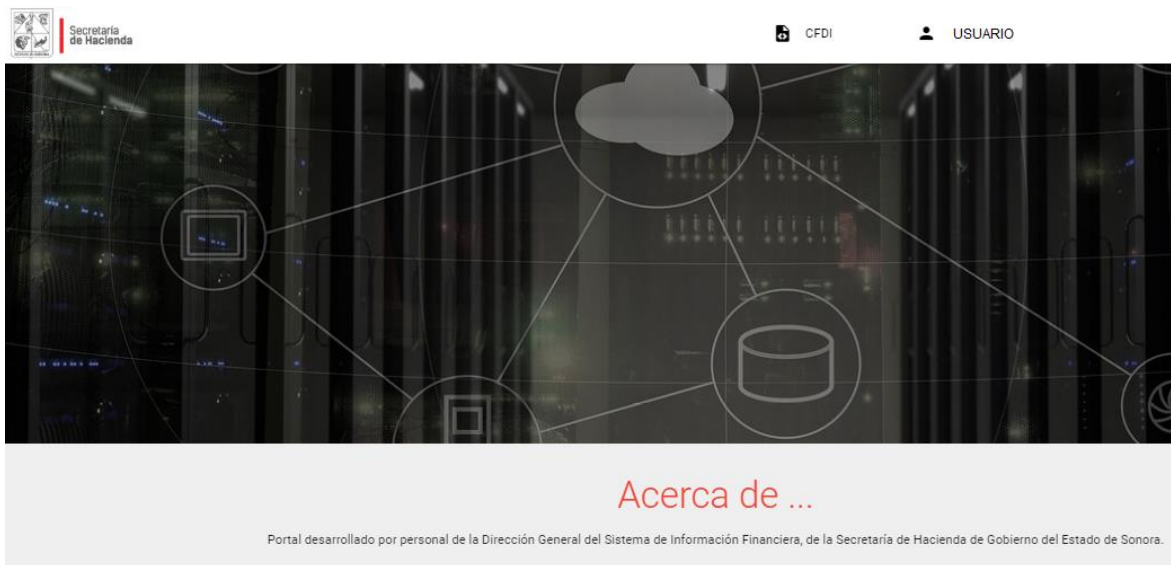 Secretaría
de Hacienda
CFDI
USUARIO
Acerca de ...
Portal desarrollado por personal de la Dirección General del Sistema de Información Financiera, de la Secretaría de Hacienda de Gobierno del Estado de Sonora.